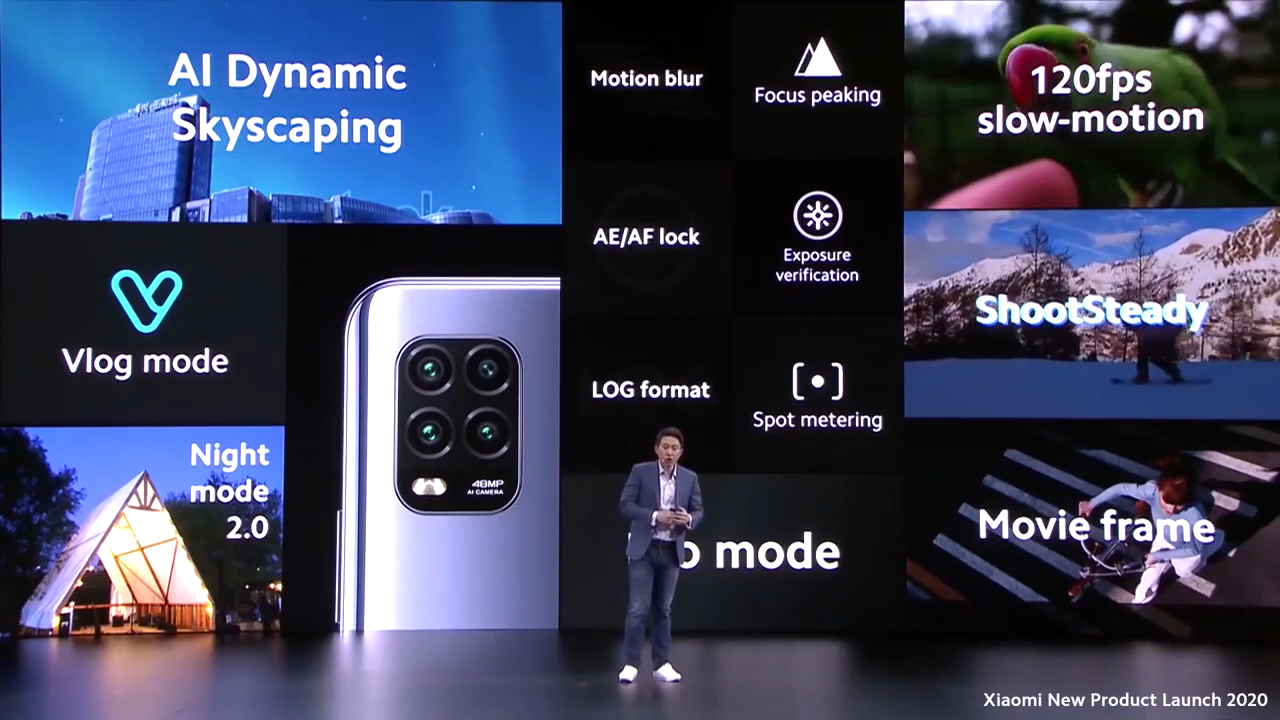 AI Dynamic
Skyscaping
Vlog mode
Night
mode
2.0
48MP
AI CAMERA
Motion blur
Focus peaking
AE/AF lock
Exposure
verification
LOG format
Spot metering
mode
120fps
slow-motion
ShootSteady
Movie frame
Xiaomi New Product Launch 2020